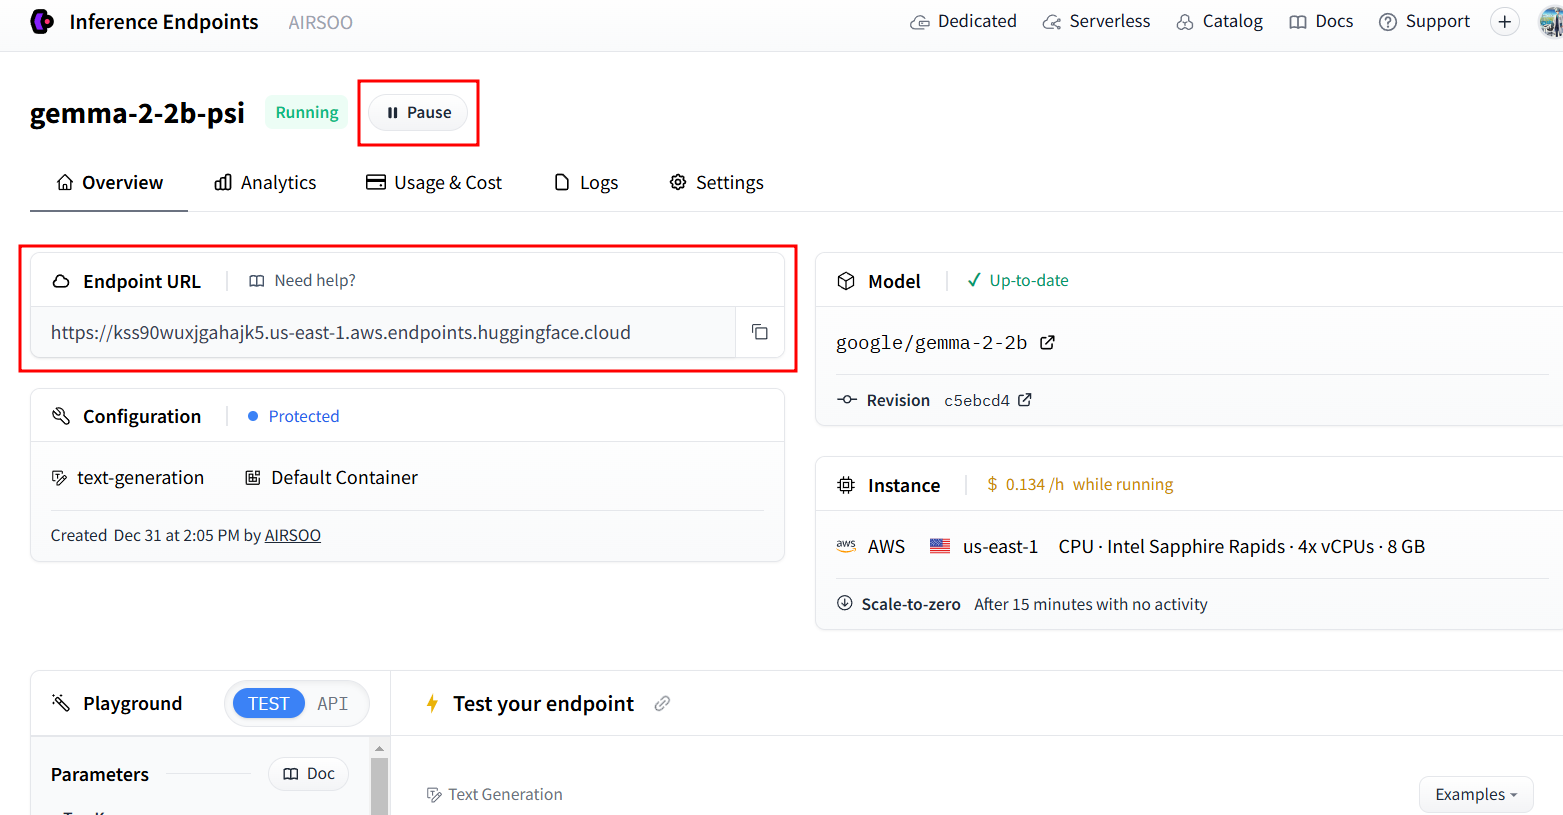 Inference Endpoints AIRSOO Dedicated Serverless Catalog Docs Support
gemma-2-2b-psi Running Pause
Overview Analytics Usage & Cost Logs Settings
Endpoint URL Need help?
https://kss90wuxjgahajk5.us-east-1.aws.endpoints.huggingface.cloud
Configuration Protected
text-generation Default Container
Created Dec 31 at 2:05 PM by AIRSOO
Model Up-to-date
google/gemma-2-2b
Revision c5ebcd4
Instance $ 0.134 /h while running
aws AWS us-east-1 CPU · Intel Sapphire Rapids · 4x vCPUs · 8 GB
Scale-to-zero After 15 minutes with no activity
Playground TEST API
Parameters Doc
Test your endpoint
Text Generation Examples